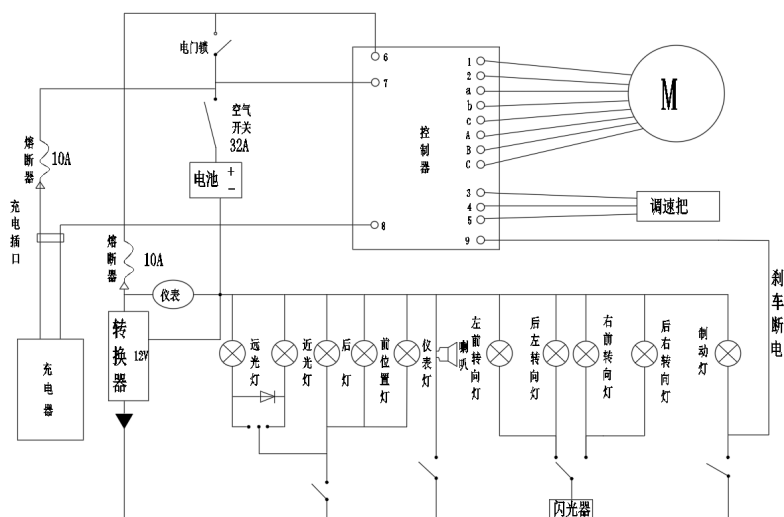 电门锁
6
7
空气
开关
32A
电池
+
-
熔断器
10A
充电插口
8
控制器
1
2
a
b
c
A
B
C
3
4
5
9
M
调速把
熔断器
10A
仪表
转换器
12V
充电器
远光灯
近光灯
后灯
前位置灯
仪表灯
喇叭
左前转向灯
后左转向灯
右前转向灯
后右转向灯
制动灯
刹车断电
闪光器